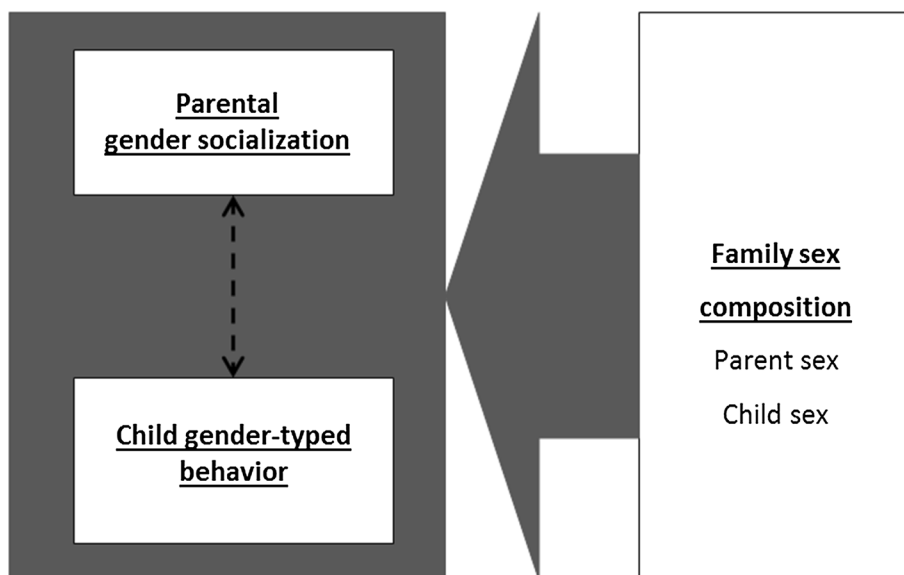 Parental
gender socialization
Child gender-typed
behavior
Family sex
composition
Parent sex
Child sex